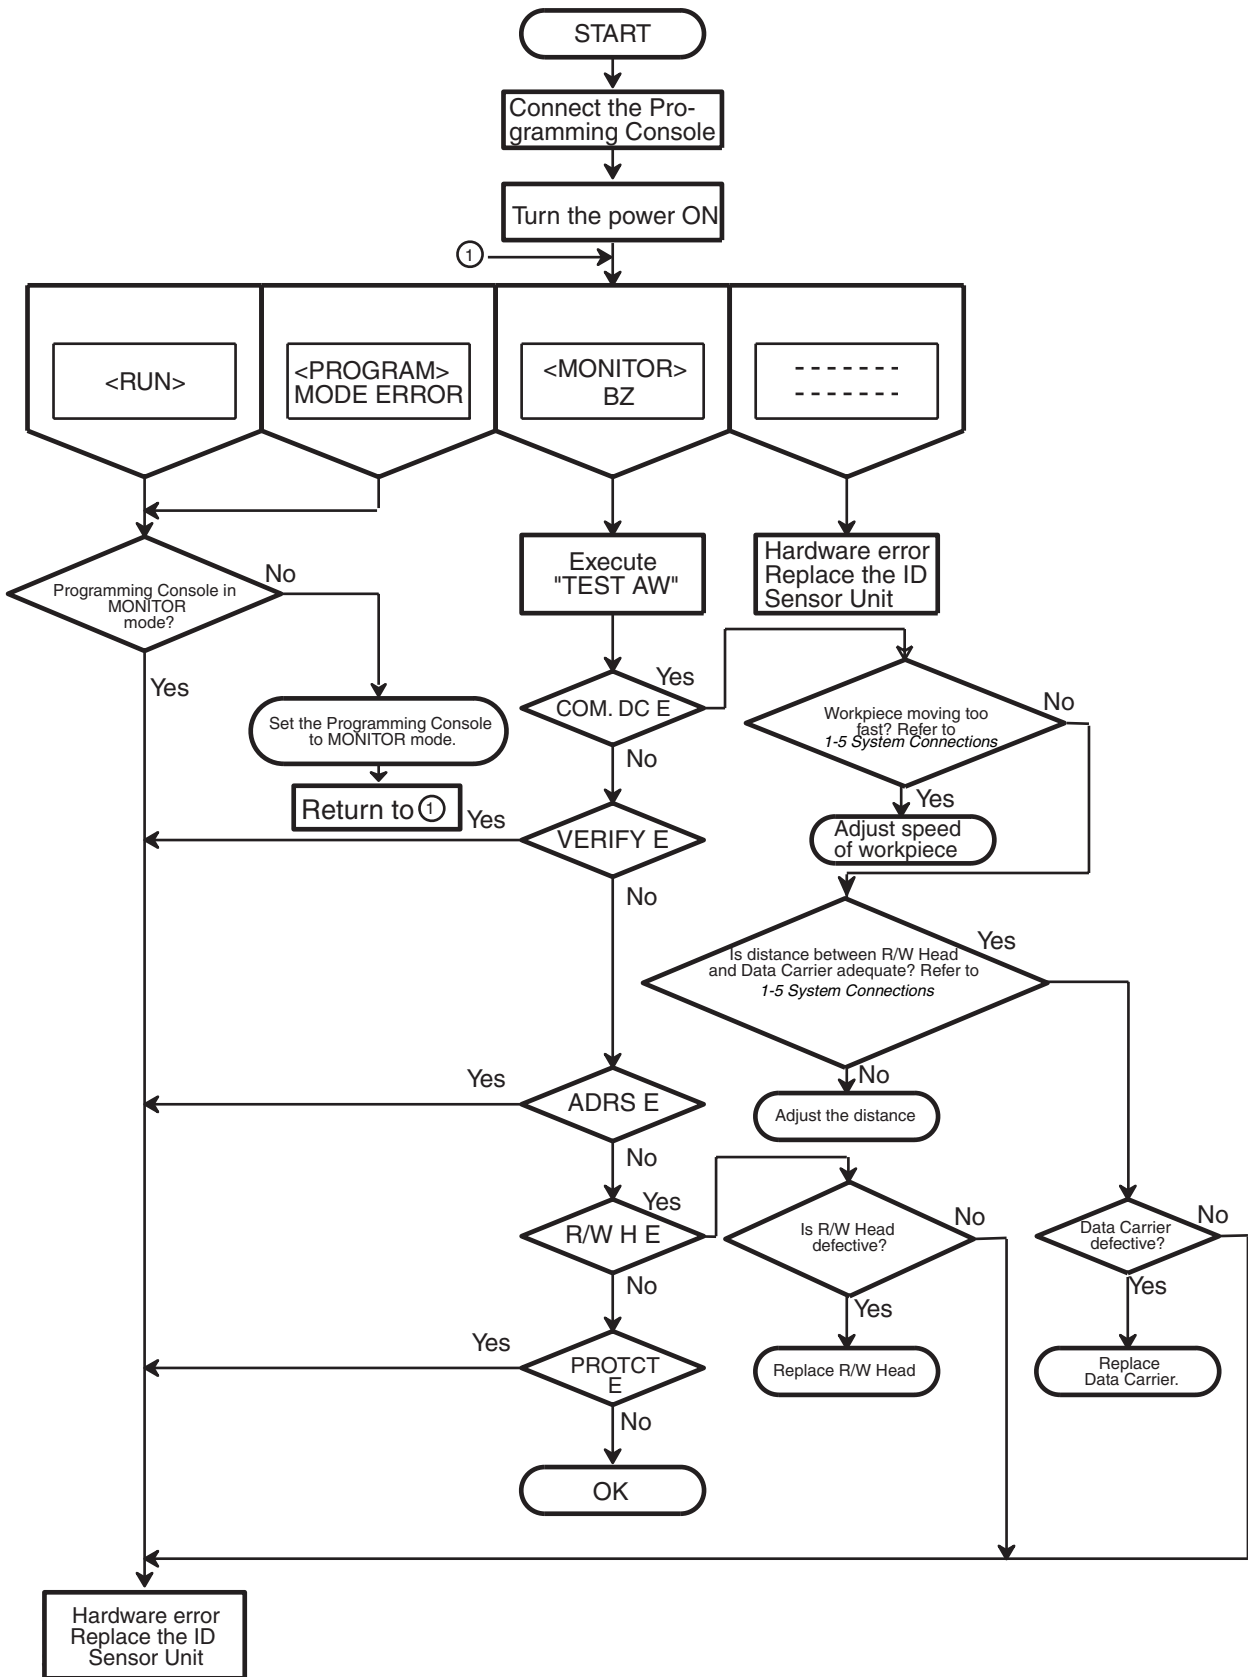 START
Connect the Pro-
gramming Console
Turn the power ON
1
<RUN>
<PROGRAM>
MODE ERROR
<MONITOR>
BZ
- - - - - - -
- - - - - - -
Programming Console in
MONITOR
mode?
No
Yes
Set the Programming Console
to MONITOR mode.
Return to 1
Execute
"TEST AW"
Hardware error
Replace the ID
Sensor Unit
COM. DC E
Yes
No
Workpiece moving too
fast? Refer to
1-5 System Connections
No
Yes
Adjust speed
of workpiece
VERIFY E
Yes
No
Is distance between R/W Head
and Data Carrier adequate? Refer to
1-5 System Connections
Yes
No
Adjust the distance
ADRS E
Yes
No
R/W H E
Yes
No
Is R/W Head
defective?
No
Yes
Replace R/W Head
Data Carrier
defective?
No
Yes
Replace
Data Carrier.
PROTCT
E
Yes
No
OK
Hardware error
Replace the ID
Sensor Unit